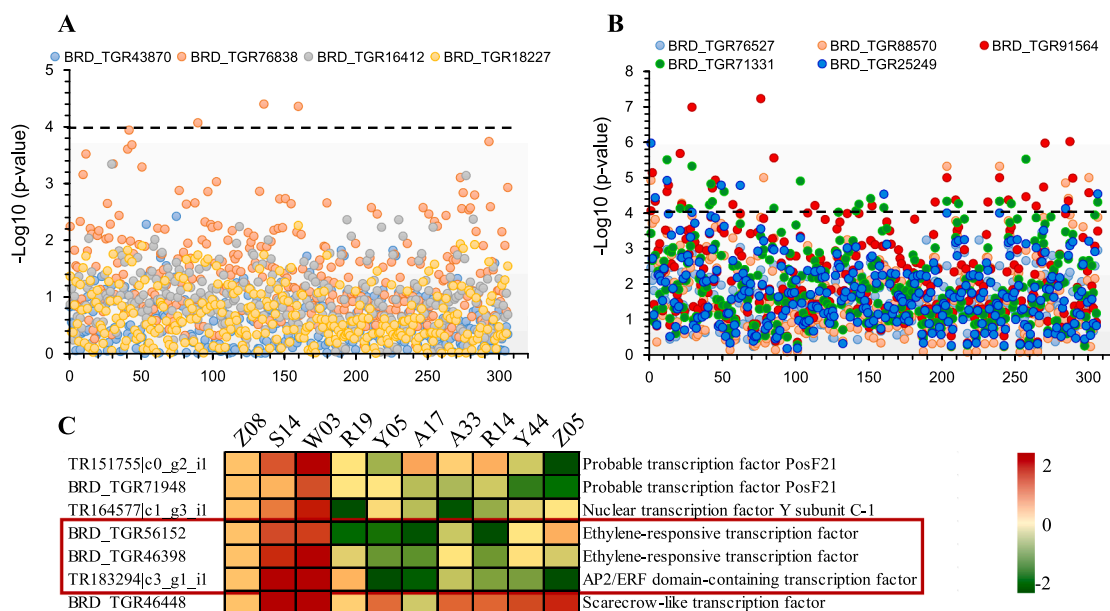 A
BRD_TGR43870 BRD_TGR76838 BRD_TGR16412 BRD_TGR18227
-Log10 (p-value)
5
4
3
2
1
0
0 50 100 150 200 250 300
B
BRD_TGR76527 BRD_TGR88570 BRD_TGR91564
BRD_TGR71331 BRD_TGR25249
-Log10 (p-value)
8
7
6
5
4
3
2
1
0
0 50 100 150 200 250 300
C
Z08 S14 W03 R19 Y05 A17 A33 R14 Y44 Z05
TR151755|c0_g2_i1 Probable transcription factor PosF21
BRD_TGR71948 Probable transcription factor PosF21
TR164577|c1_g3_i1 Nuclear transcription factor Y subunit C-1
BRD_TGR56152 Ethylene-responsive transcription factor
BRD_TGR46398 Ethylene-responsive transcription factor
TR183294|c3_g1_i1 AP2/ERF domain-containing transcription factor
BRD_TGR46448 Scarecrow-like transcription factor
2
0
-2